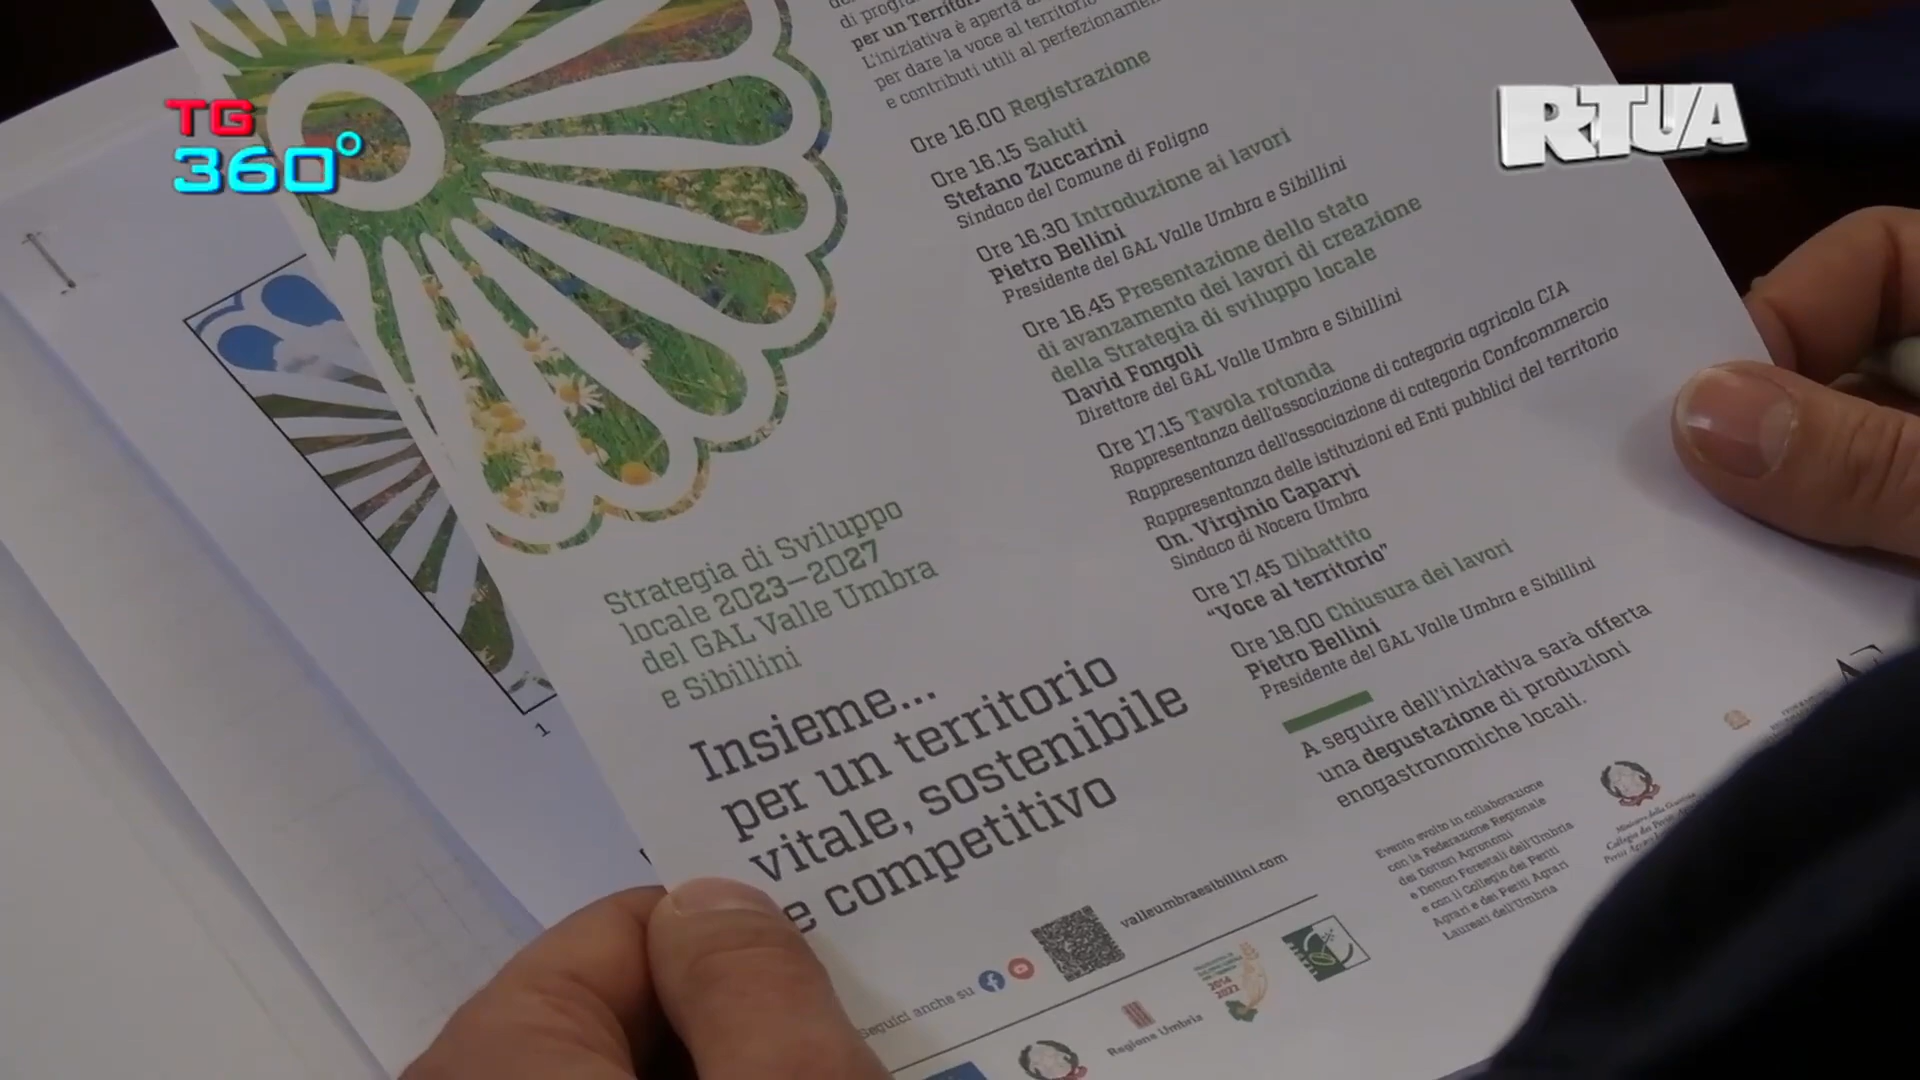 TG
360°
RTUA
di progr
per un Territor
L'iniziativa è aperta a
per dare la voce al territorio
e contributi utili al perfezionamen
Ore 16.00 Registrazione
Ore 16.15 Saluti
Stefano Zuccarini
Sindaco del Comune di Foligno
Ore 16.30 Introduzione ai lavori
Pietro Bellini
Presidente del GAL Valle Umbra e Sibillini
Ore 16.45 Presentazione dello stato
di avanzamento dei lavori di creazione
della Strategia di sviluppo locale
David Fongoli
Direttore del GAL Valle Umbra e Sibillini
Ore 17.15 Tavola rotonda
Rappresentanza dell'associazione di categoria agricola CIA
Rappresentanza dell'associazione di categoria Confcommercio
Rappresentanza delle istituzioni ed Enti pubblici del territorio
On. Virginio Caparvi
Sindaco di Nocera Umbra
Ore 17.45 Dibattito
“Voce al territorio”
Ore 18.00 Chiusura dei lavori
Pietro Bellini
Presidente del GAL Valle Umbra e Sibillini
A seguire dell'iniziativa sarà offerta
una degustazione di produzioni
enogastronomiche locali.
Strategia di Sviluppo
locale 2023—2027
del GAL Valle Umbra
e Sibillini
Insieme...
per un territorio
vitale, sostenibile
e competitivo
1
valleumbraesibillini.com
Seguici anche su
Evento svolto in collaborazione
con la Federazione Regionale
dei Dottori Agronomi
e Dottori Forestali dell'Umbria
e con il Collegio dei Periti
Agrari e dei Periti Agrari
Laureati dell'Umbria
2014
2022
Regione Umbria